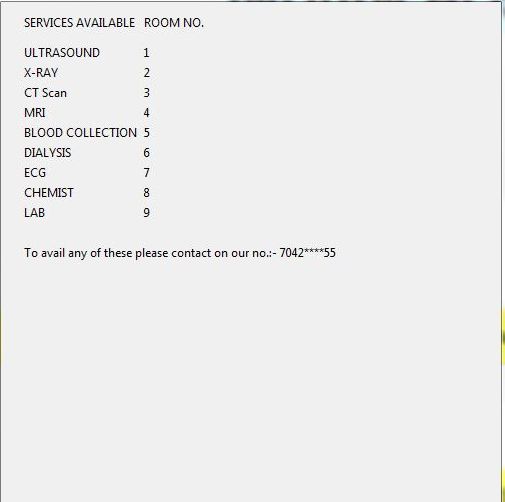 SERVICES AVAILABLE ROOM NO.
ULTRASOUND 1
X-RAY 2
CT Scan 3
MRI 4
BLOOD COLLECTION 5
DIALYSIS 6
ECG 7
CHEMIST 8
LAB 9
To avail any of these please contact on our no.:- 7042****55